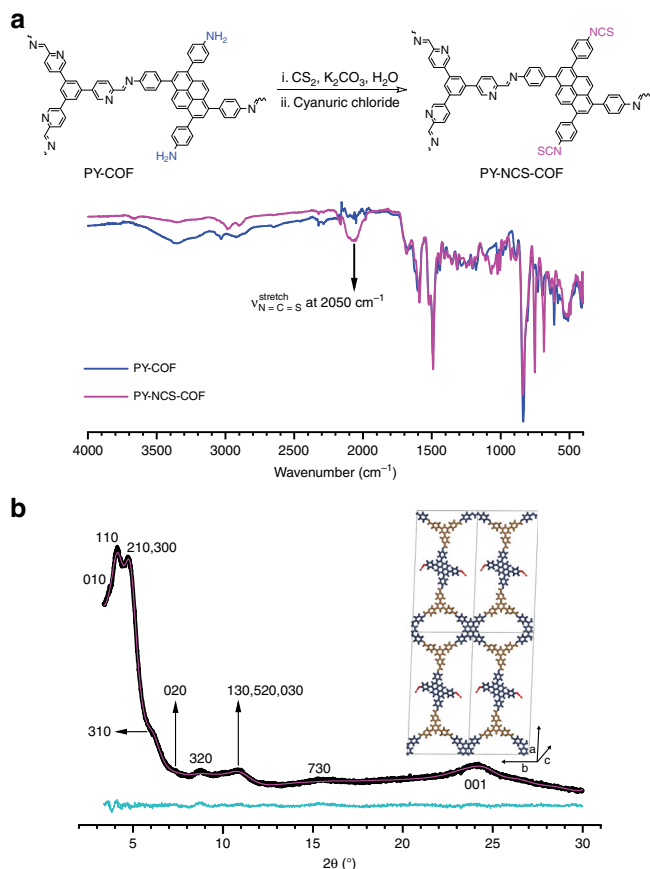 a
NH2
N
N
N
N
N
N
N
H2N
PY-COF
i. CS2, K2CO3, H2O
ii. Cyanuric chloride
NCS
N
N
N
N
N
N
N
SCN
PY-NCS-COF
ν stretch N = C = S at 2050 cm−1
PY-COF
PY-NCS-COF
4000 3500 3000 2500 2000 1500 1000 500
Wavenumber (cm−1)
b
110
210,300
010
310
020
320
130,520,030
730
001
a
b
c
5 10 15 20 25 30
2θ (°)